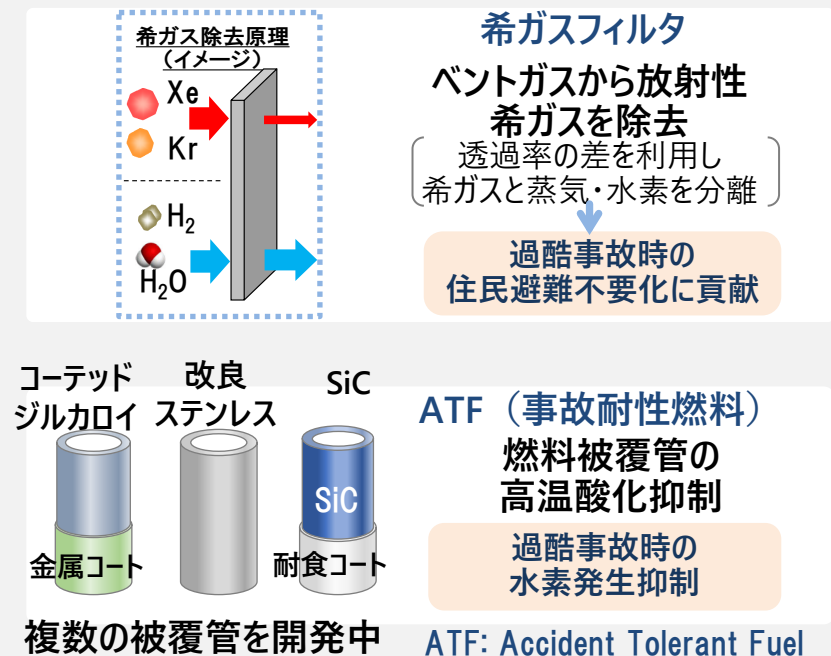 希ガス除去原理
(イメージ)
Xe
Kr
H₂
H₂O
希ガスフィルタ
ベントガスから放射性
希ガスを除去
透過率の差を利用し
希ガスと蒸気・水素を分離
過酷事故時の
住民避難不要化に貢献
コーテッド
ジルカロイ
改良
ステンレス
SiC
金属コート
SiC
耐食コート
複数の被覆管を開発中
ATF（事故耐性燃料）
燃料被覆管の
高温酸化抑制
過酷事故時の
水素発生抑制
ATF: Accident Tolerant Fuel